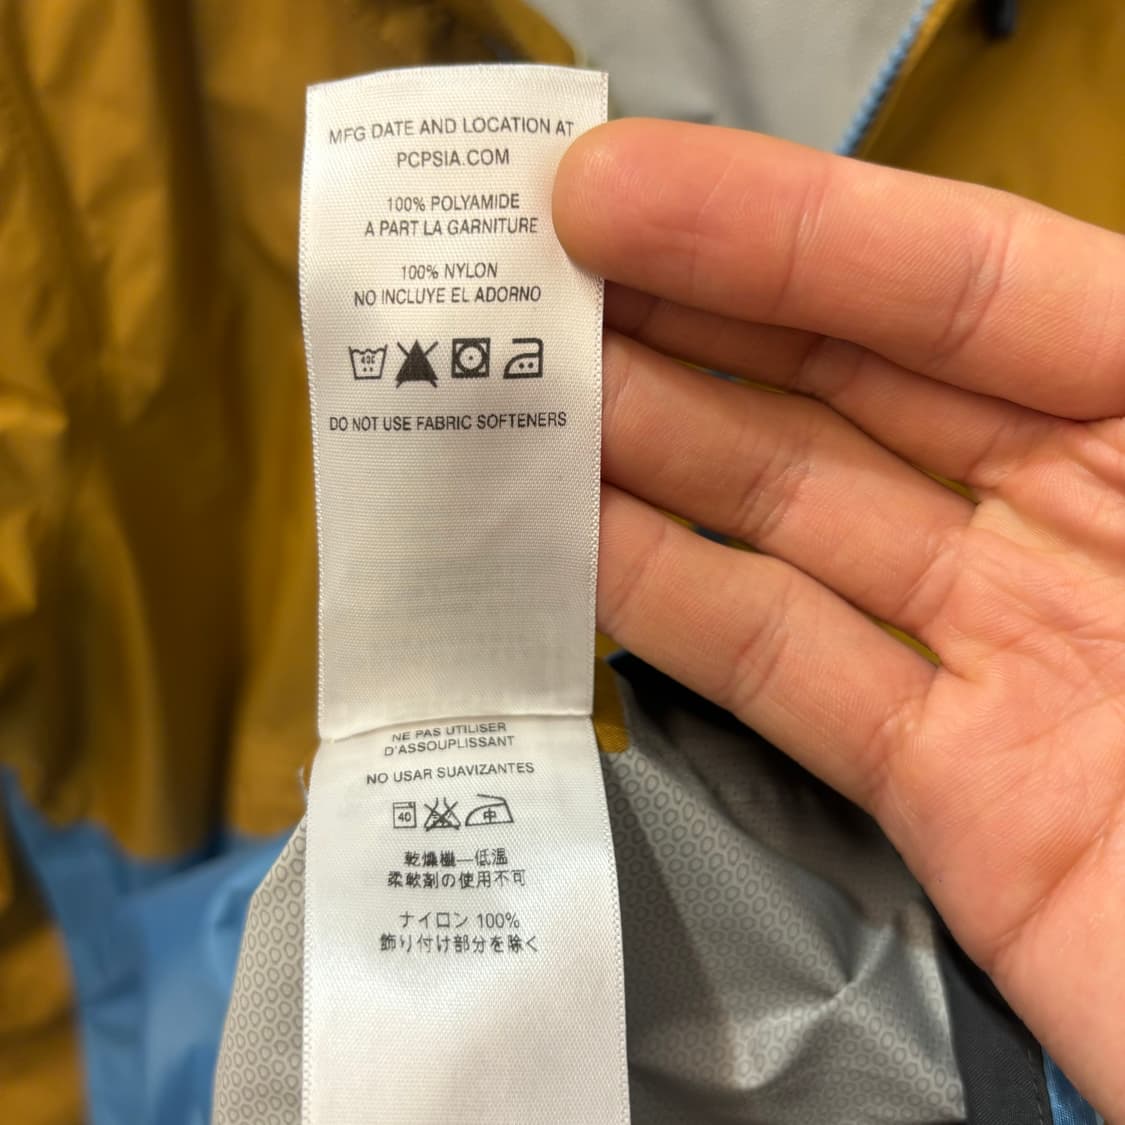 MFG DATE AND LOCATION AT
PCPSIA.COM
100% POLYAMIDE
A PART LA GARNITURE
100% NYLON
NO INCLUYE EL ADORNO
40C
DO NOT USE FABRIC SOFTENERS
NE PAS UTILISER
D'ASSOUPLISSANT
NO USAR SUAVIZANTES
40 中
乾燥機—低温
柔軟剤の使用不可
ナイロン 100%
飾り付け部分を除く